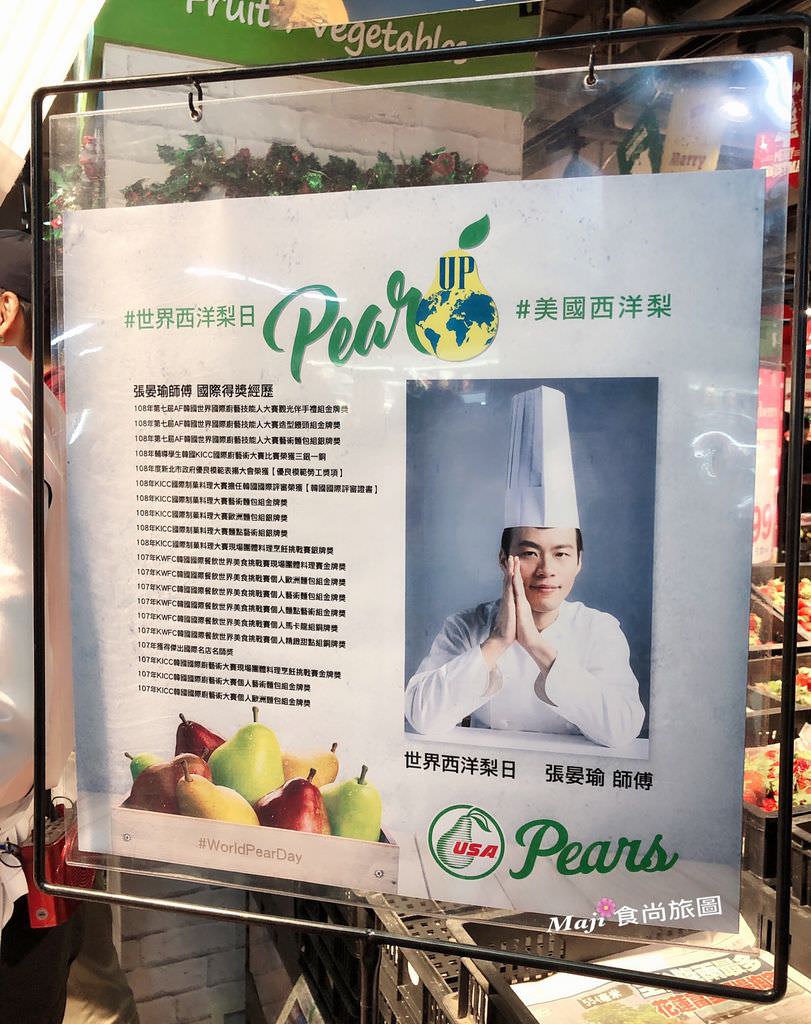 Fruit / Vegetables
Merry
Pear UP
#世界西洋梨日
#美國西洋梨
張晏瑜師傅 國際得獎經歷
108年第七屆AF韓國世界國際廚藝技能人大賽觀光伴手禮組金牌獎
108年第七屆AF韓國世界國際廚藝技能人大賽造型饅頭組金牌獎
108年第七屆AF韓國世界國際廚藝技能人大賽藝術麵包組銀牌獎
108年輔導學生韓國KICC國際廚藝術大賽比賽榮獲三銀一銅
108年度新北市政府優良模範表揚大會榮獲【優良模範勞工獎項】
108年KICC國際制菓料理大賽擔任韓國國際評審榮獲【韓國國際評審證書】
108年KICC國際制菓料理大賽藝術麵包組金牌獎
108年KICC國際制菓料理大賽歐洲麵包組銀牌獎
108年KICC國際制菓料理大賽麵點藝術組銀牌獎
108年KICC國際制菓料理大賽現場團體料理烹飪挑戰賽銀牌獎
107年KWFC韓國國際餐飲世界美食挑戰賽現場團體料理賽金牌獎
107年KWFC韓國國際餐飲世界美食挑戰賽個人歐洲麵包組金牌獎
107年KWFC韓國國際餐飲世界美食挑戰賽個人藝術麵包組銀牌獎
107年KWFC韓國國際餐飲世界美食挑戰賽個人麵點藝術組金牌獎
107年KWFC韓國國際餐飲世界美食挑戰賽個人馬卡龍組銅牌獎
107年KWFC韓國國際餐飲世界美食挑戰賽個人精緻甜點組銅牌獎
107年獲得傑出國際名店名師獎
107年KICC韓國國際廚藝術大賽現場團體料理烹飪挑戰賽金牌獎
107年KICC韓國國際廚藝術大賽個人藝術麵包組金牌獎
107年KICC韓國國際廚藝術大賽個人歐洲麵包組金牌獎
世界西洋梨日 張晏瑜 師傅
#WorldPearDay
USA Pears
Maji 食尚旅圖